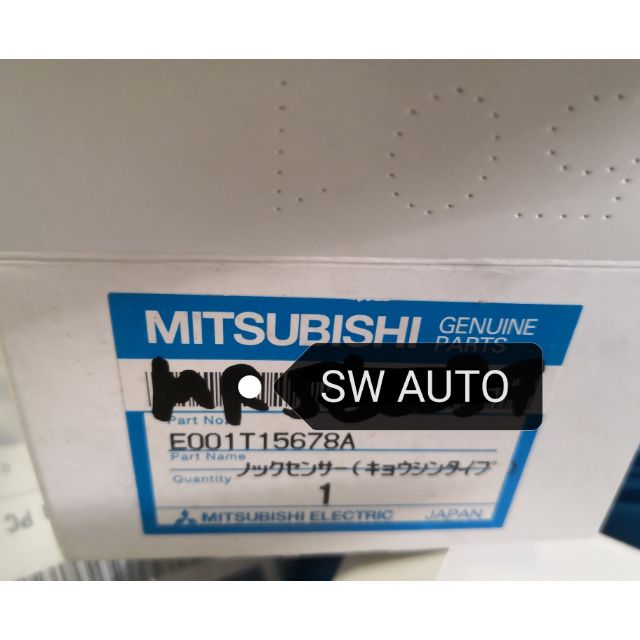 MITSUBISHI GENUINE PARTS
SW AUTO
Part No.
E001T15678A
Part Name
ノックセンサー(キョウシンタイプ)
Quantity 1
MITSUBISHI ELECTRIC JAPAN
PC